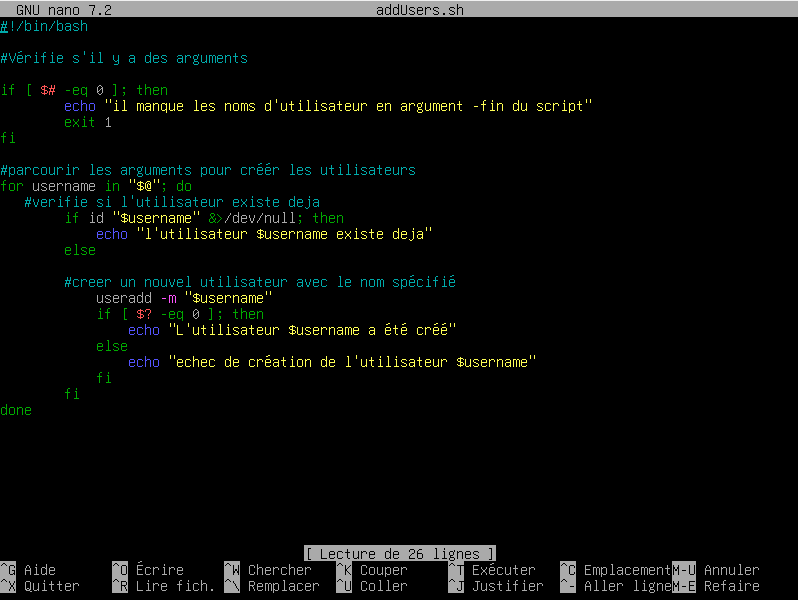 GNU nano 7.2 addUsers.sh
#!/bin/bash
#Vérifie s'il y a des arguments
if [ $# -eq 0 ]; then
echo "il manque les noms d'utilisateur en argument -fin du script"
exit 1
fi
#parcourir les arguments pour créér les utilisateurs
for username in "$@"; do
#verifie si l'utilisateur existe deja
if id "$username" &>/dev/null; then
echo "l'utilisateur $username existe deja"
else
#creer un nouvel utilisateur avec le nom spécifié
useradd -m "$username"
if [ $? -eq 0 ]; then
echo "L'utilisateur $username a été créé"
else
echo "echec de création de l'utilisateur $username"
fi
fi
done
[ Lecture de 26 lignes ]
^G Aide ^O Écrire ^W Chercher ^K Couper ^T Exécuter ^C Emplacement M-U Annuler
^X Quitter ^R Lire fich. ^\ Remplacer ^U Coller ^J Justifier ^- Aller ligne M-E Refaire